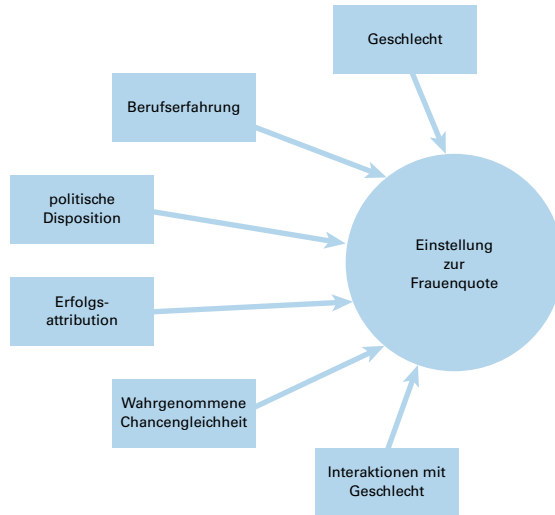 Geschlecht
Berufserfahrung
politische
Disposition
Einstellung
zur
Frauenquote
Erfolgs-
attribution
Wahrgenommene
Chancengleichheit
Interaktionen mit
Geschlecht